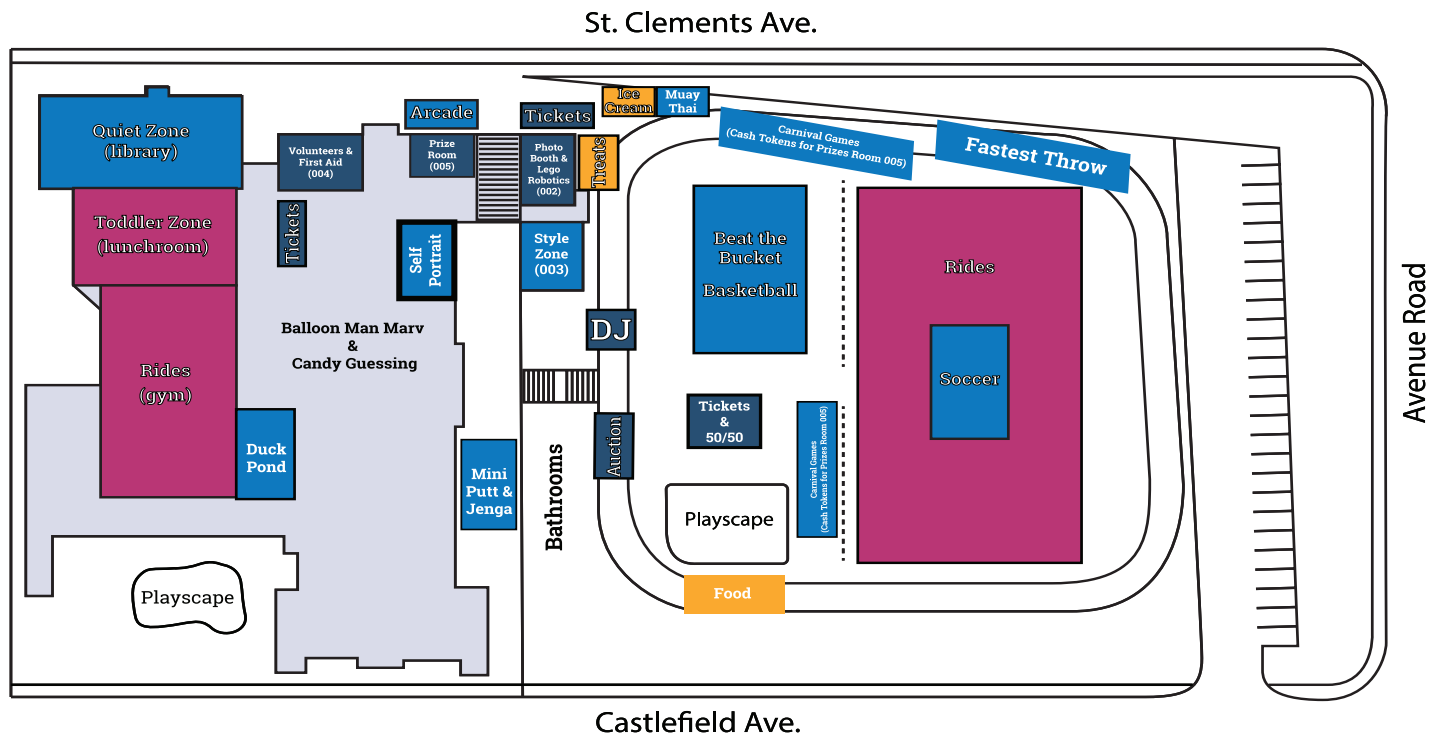 St. Clements Ave.
Quiet Zone
(library)
Volunteers &
First Aid
(004)
Arcade
Prize
Room
(005)
Tickets
Photo
Booth &
Lego
Robotics
(002)
Ice
Cream
Muay
Thai
Treats
Carnival Games
(Cash Tokens for Prizes Room 005)
Fastest Throw
Toddler Zone
(lunchroom)
Tickets
Self
Portrait
Style
Zone
(003)
Beat the
Bucket
Basketball
Rides
Balloon Man Marv
&
Candy Guessing
DJ
Rides
(gym)
Soccer
Avenue Road
Duck
Pond
Mini
Putt &
Jenga
Bathrooms
Auction
Tickets
&
50/50
Carnival Games
(Cash Tokens for Prizes Room 005)
Playscape
Playscape
Food
Castlefield Ave.